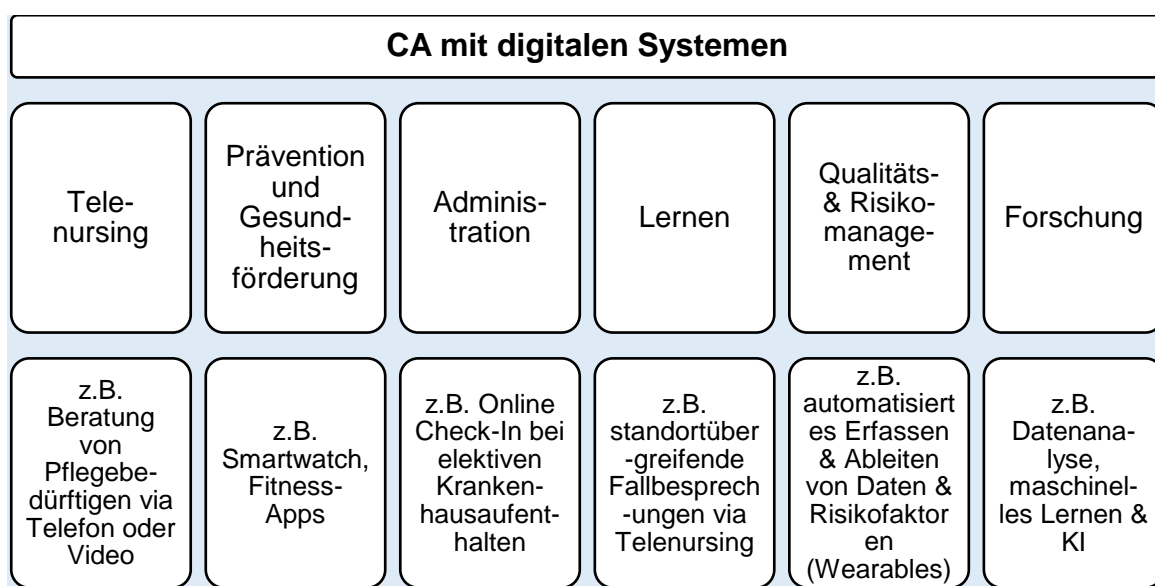 CA mit digitalen Systemen
Tele-
nursing
Prävention
und
Gesund-
heits-
förderung
Adminis-
tration
Lernen
Qualitäts-
& Risiko-
manage-
ment
Forschung
z.B.
Beratung
von
Pflegebe-
dürftigen via
Telefon oder
Video
z.B.
Smartwatch,
Fitness-
Apps
z.B. Online
Check-In bei
elektiven
Kranken-
hausaufent-
halten
z.B.
standortüber
-greifende
Fallbesprech
-ungen via
Telenursing
z.B.
automatisiert
es Erfassen
& Ableiten
von Daten &
Risikofaktor
en
(Wearables)
z.B.
Datenana-
lyse,
maschinel-
les Lernen &
KI